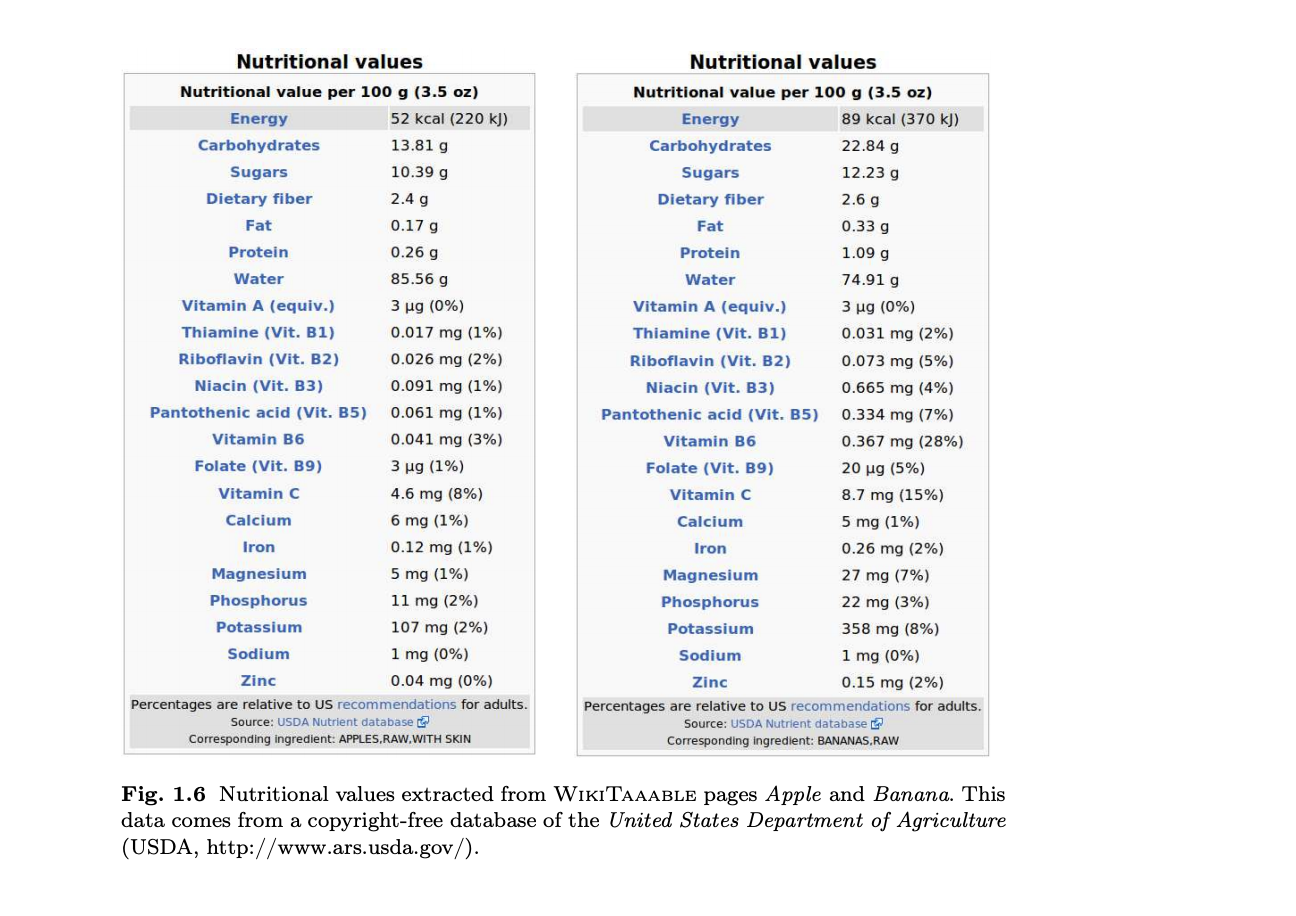 Nutritional values
Nutritional value per 100 g (3.5 oz)
Energy 52 kcal (220 kJ)
Carbohydrates 13.81 g
Sugars 10.39 g
Dietary fiber 2.4 g
Fat 0.17 g
Protein 0.26 g
Water 85.56 g
Vitamin A (equiv.) 3 µg (0%)
Thiamine (Vit. B1) 0.017 mg (1%)
Riboflavin (Vit. B2) 0.026 mg (2%)
Niacin (Vit. B3) 0.091 mg (1%)
Pantothenic acid (Vit. B5) 0.061 mg (1%)
Vitamin B6 0.041 mg (3%)
Folate (Vit. B9) 3 µg (1%)
Vitamin C 4.6 mg (8%)
Calcium 6 mg (1%)
Iron 0.12 mg (1%)
Magnesium 5 mg (1%)
Phosphorus 11 mg (2%)
Potassium 107 mg (2%)
Sodium 1 mg (0%)
Zinc 0.04 mg (0%)
Percentages are relative to US recommendations for adults.
Source: USDA Nutrient database
Corresponding ingredient: APPLES,RAW,WITH SKIN
Nutritional values
Nutritional value per 100 g (3.5 oz)
Energy 89 kcal (370 kJ)
Carbohydrates 22.84 g
Sugars 12.23 g
Dietary fiber 2.6 g
Fat 0.33 g
Protein 1.09 g
Water 74.91 g
Vitamin A (equiv.) 3 µg (0%)
Thiamine (Vit. B1) 0.031 mg (2%)
Riboflavin (Vit. B2) 0.073 mg (5%)
Niacin (Vit. B3) 0.665 mg (4%)
Pantothenic acid (Vit. B5) 0.334 mg (7%)
Vitamin B6 0.367 mg (28%)
Folate (Vit. B9) 20 µg (5%)
Vitamin C 8.7 mg (15%)
Calcium 5 mg (1%)
Iron 0.26 mg (2%)
Magnesium 27 mg (7%)
Phosphorus 22 mg (3%)
Potassium 358 mg (8%)
Sodium 1 mg (0%)
Zinc 0.15 mg (2%)
Percentages are relative to US recommendations for adults.
Source: USDA Nutrient database
Corresponding ingredient: BANANAS,RAW
Fig. 1.6 Nutritional values extracted from WIKITAAABLE pages Apple and Banana. This
data comes from a copyright-free database of the United States Department of Agriculture
(USDA, http://www.ars.usda.gov/).